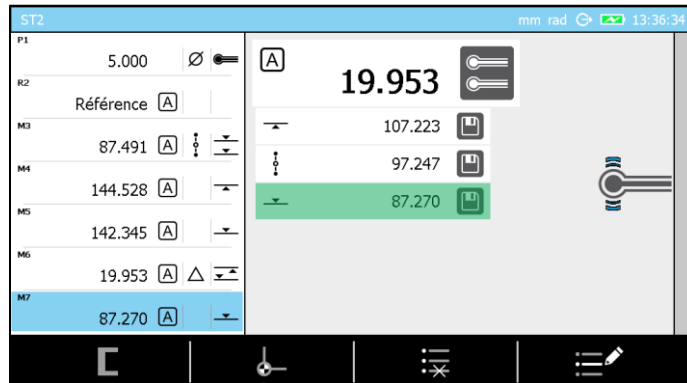 ST2
mm rad 13:36:34
P1
5.000
R2
Référence A
M3
87.491 A
M4
144.528 A
M5
142.345 A
M6
19.953 A
M7
87.270 A
A
19.953
107.223
97.247
87.270